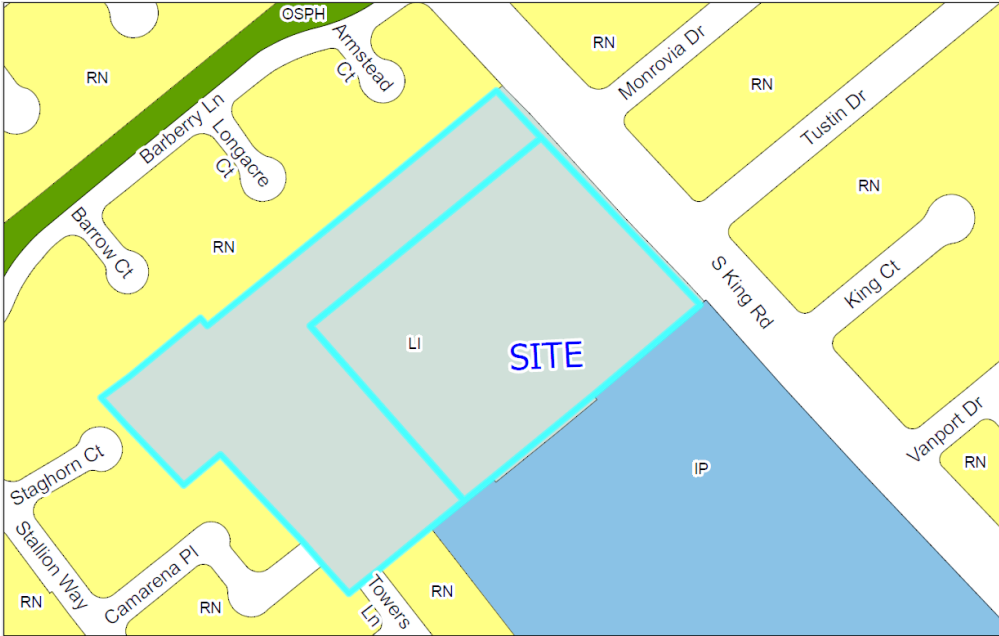 OSPH
Armstead
Ct
RN
Monrovia Dr
RN
RN
Tustin Dr
Barberry Ln
Longacre
Ct
RN
Barrow Ct
RN
King Ct
S King Rd
LI
SITE
Vanport Dr
RN
IP
Staghorn Ct
Stallion Way
Camarena Pl
RN
RN
Towers
Ln
RN